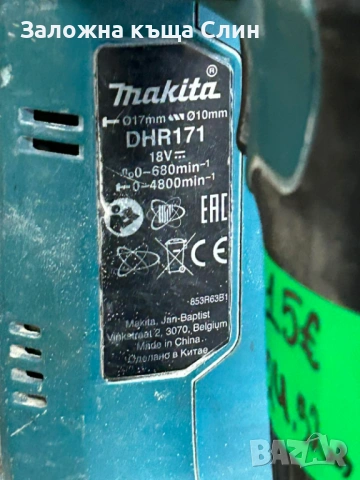 Заложна къща Слин
makita®
Ø17mm Ø10mm
DHR171
18V
0-680min⁻¹
0-4800min⁻¹
EAC
CE
853R63B1
Makita, Jan-Baptist
Vinkstraat 2, 3070, Belgium
Made in China
Сделано в Китае
bazar